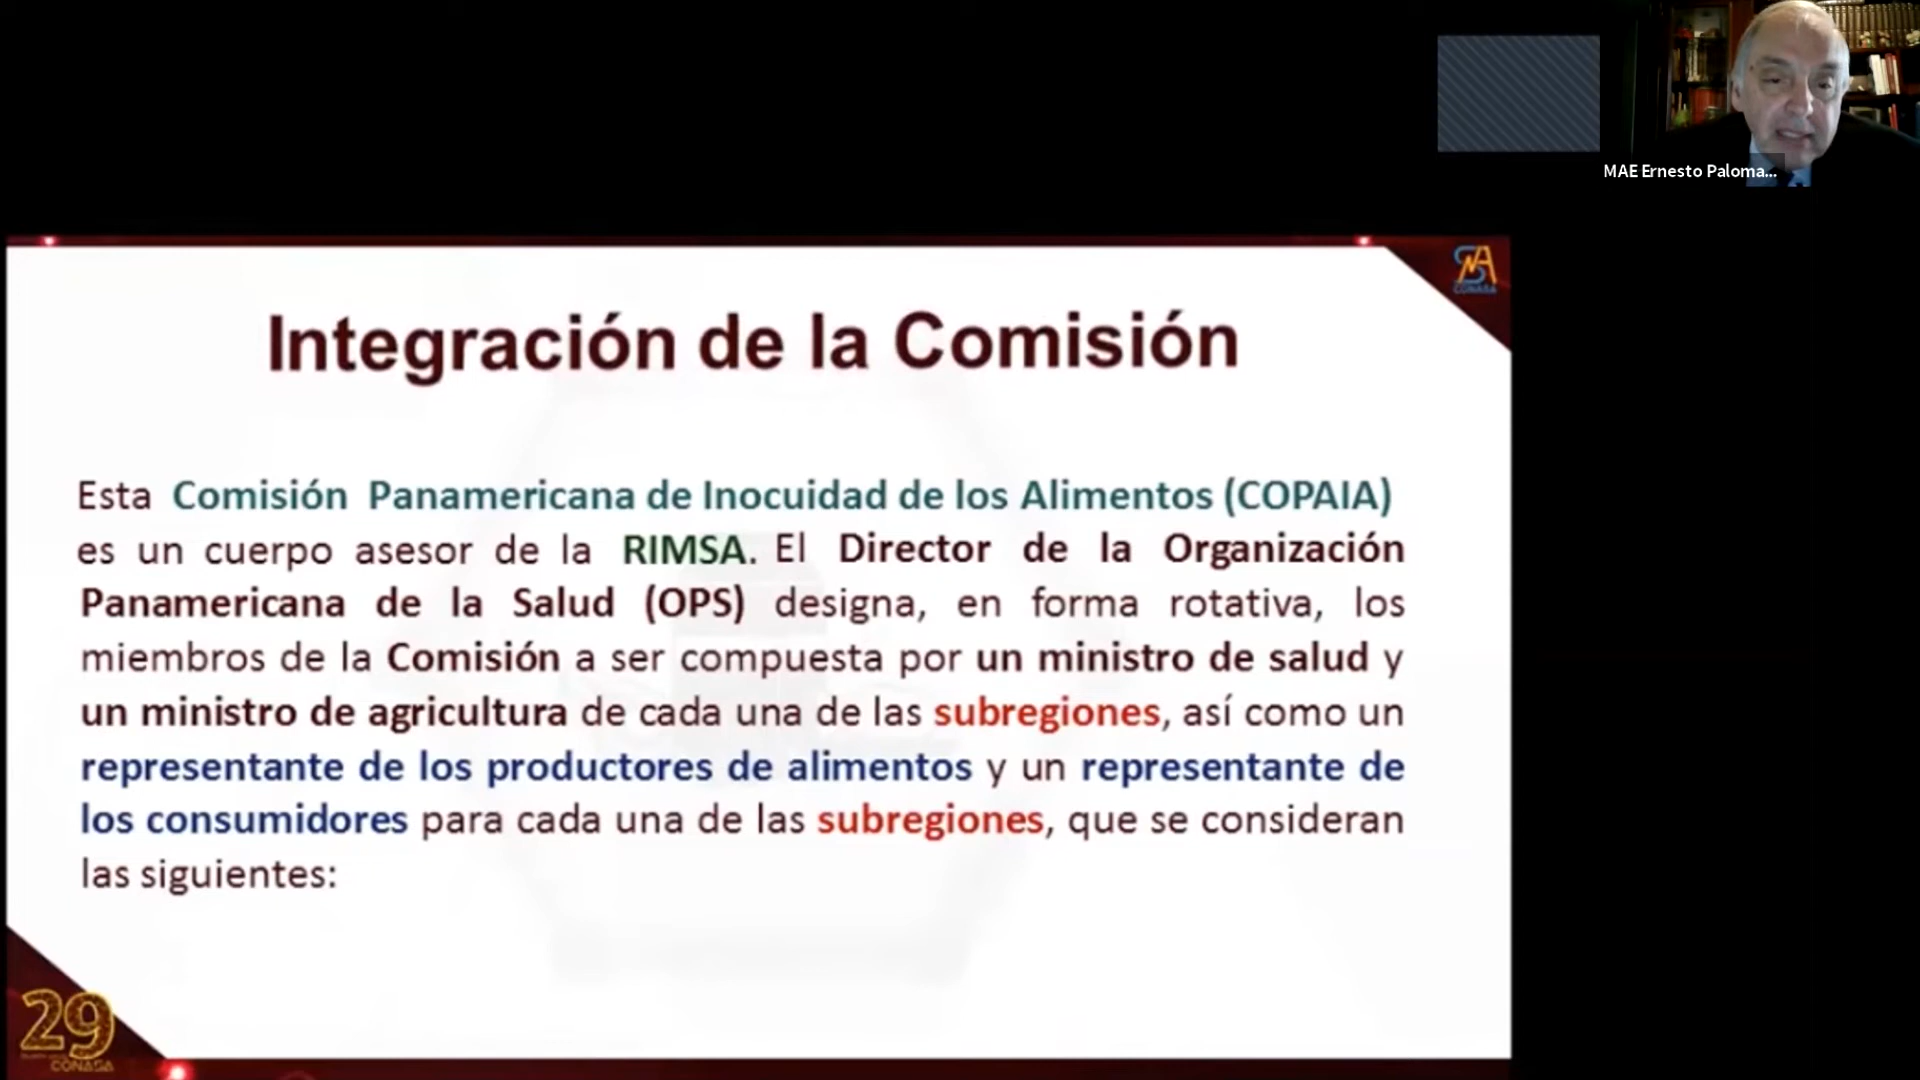 MAE Ernesto Paloma...
CONASA
Integración de la Comisión
Esta Comisión Panamericana de Inocuidad de los Alimentos (COPAIA)
es un cuerpo asesor de la RIMSA. El Director de la Organización
Panamericana de la Salud (OPS) designa, en forma rotativa, los
miembros de la Comisión a ser compuesta por un ministro de salud y
un ministro de agricultura de cada una de las subregiones, así como un
representante de los productores de alimentos y un representante de
los consumidores para cada una de las subregiones, que se consideran
las siguientes:
29
CONASA